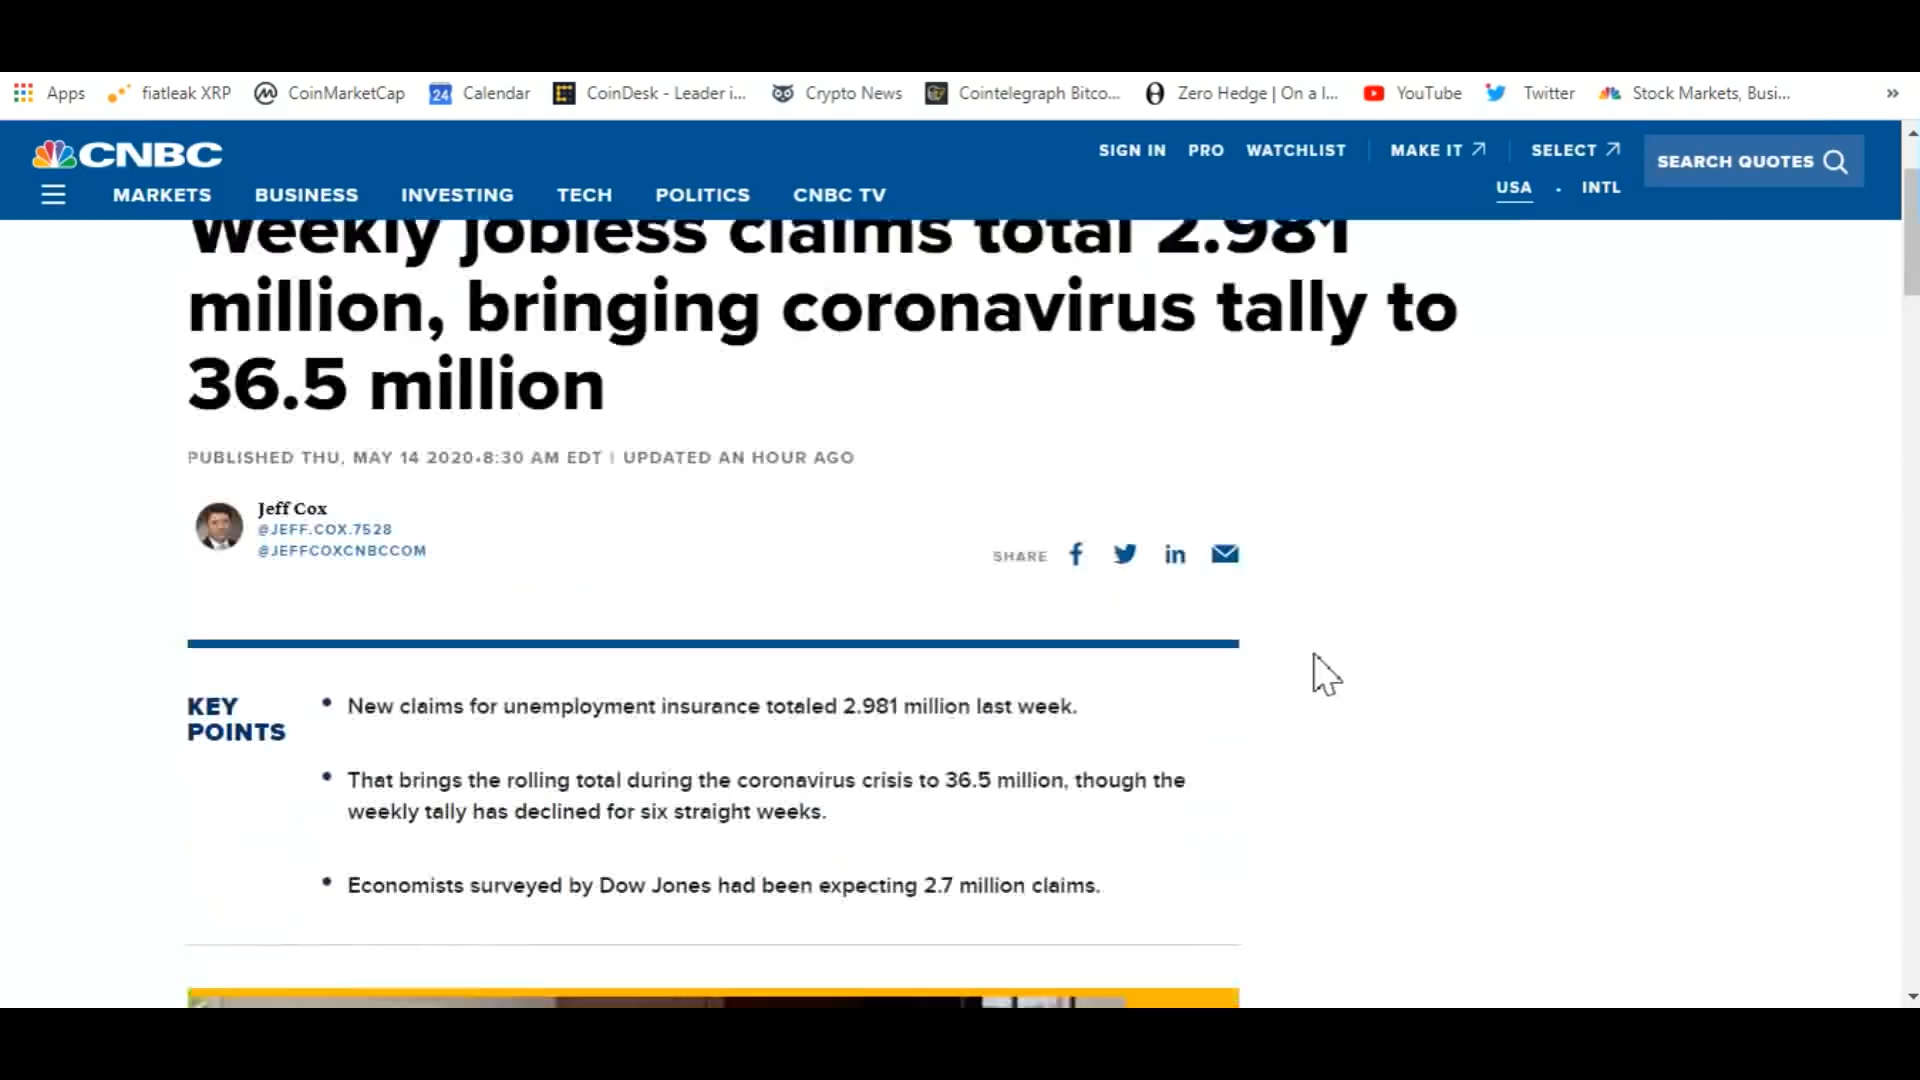 Apps fiatleak XRP CoinMarketCap 24 Calendar CoinDesk - Leader i... Crypto News Cointelegraph Bitco... Zero Hedge | On a l... YouTube Twitter Stock Markets, Busi... »
CNBC SIGN IN PRO WATCHLIST MAKE IT SELECT SEARCH QUOTES
MARKETS BUSINESS INVESTING TECH POLITICS CNBC TV USA · INTL
Weekly jobless claims total 2.981
million, bringing coronavirus tally to
36.5 million
PUBLISHED THU, MAY 14 2020•8:30 AM EDT | UPDATED AN HOUR AGO
Jeff Cox
@JEFF.COX.7528
@JEFFCOXCNBCCOM
SHARE f in
KEY
POINTS
• New claims for unemployment insurance totaled 2.981 million last week.
• That brings the rolling total during the coronavirus crisis to 36.5 million, though the
weekly tally has declined for six straight weeks.
• Economists surveyed by Dow Jones had been expecting 2.7 million claims.